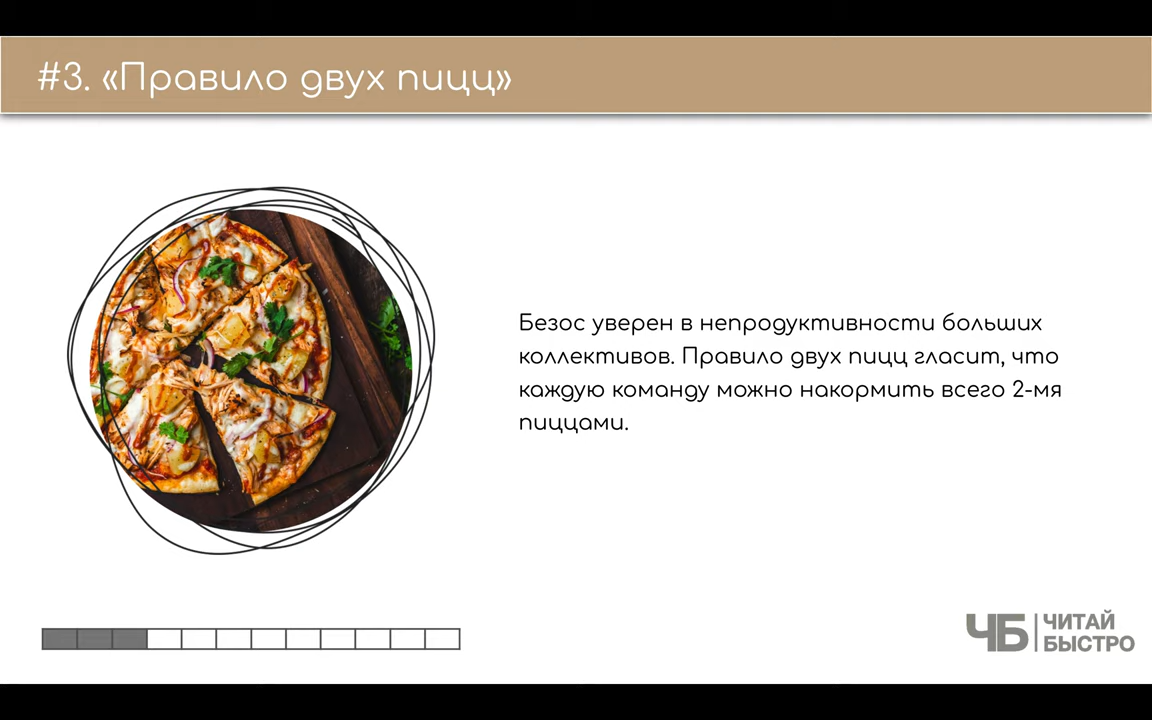 #3. «Правило двух пицц»
Безос уверен в непродуктивности больших
коллективов. Правило двух пицц гласит, что
каждую команду можно накормить всего 2-мя
пиццами.
ЧБ
ЧИТАЙ
БЫСТРО